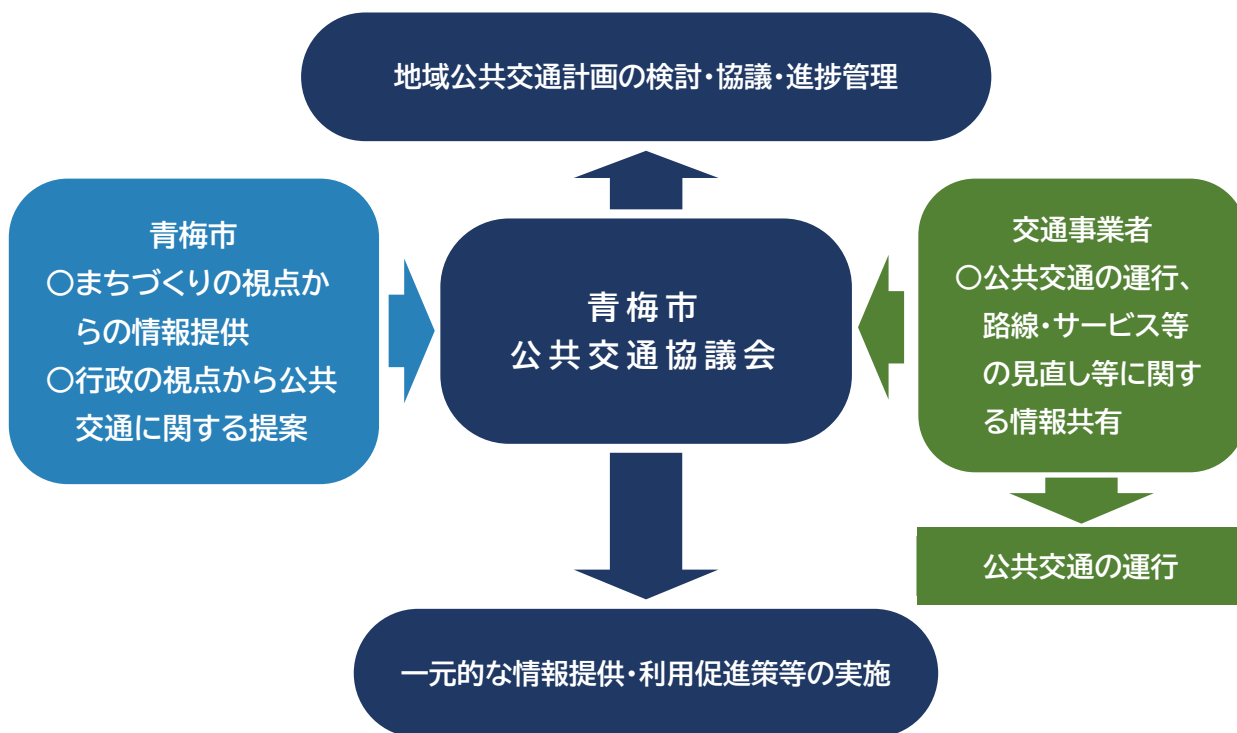 地域公共交通計画の検討・協議・進捗管理
青梅市
〇まちづくりの視点か
らの情報提供
〇行政の視点から公共
交通に関する提案
青梅市
公共交通協議会
交通事業者
〇公共交通の運行、
路線・サービス等
の見直し等に関す
る情報共有
公共交通の運行
一元的な情報提供・利用促進策等の実施